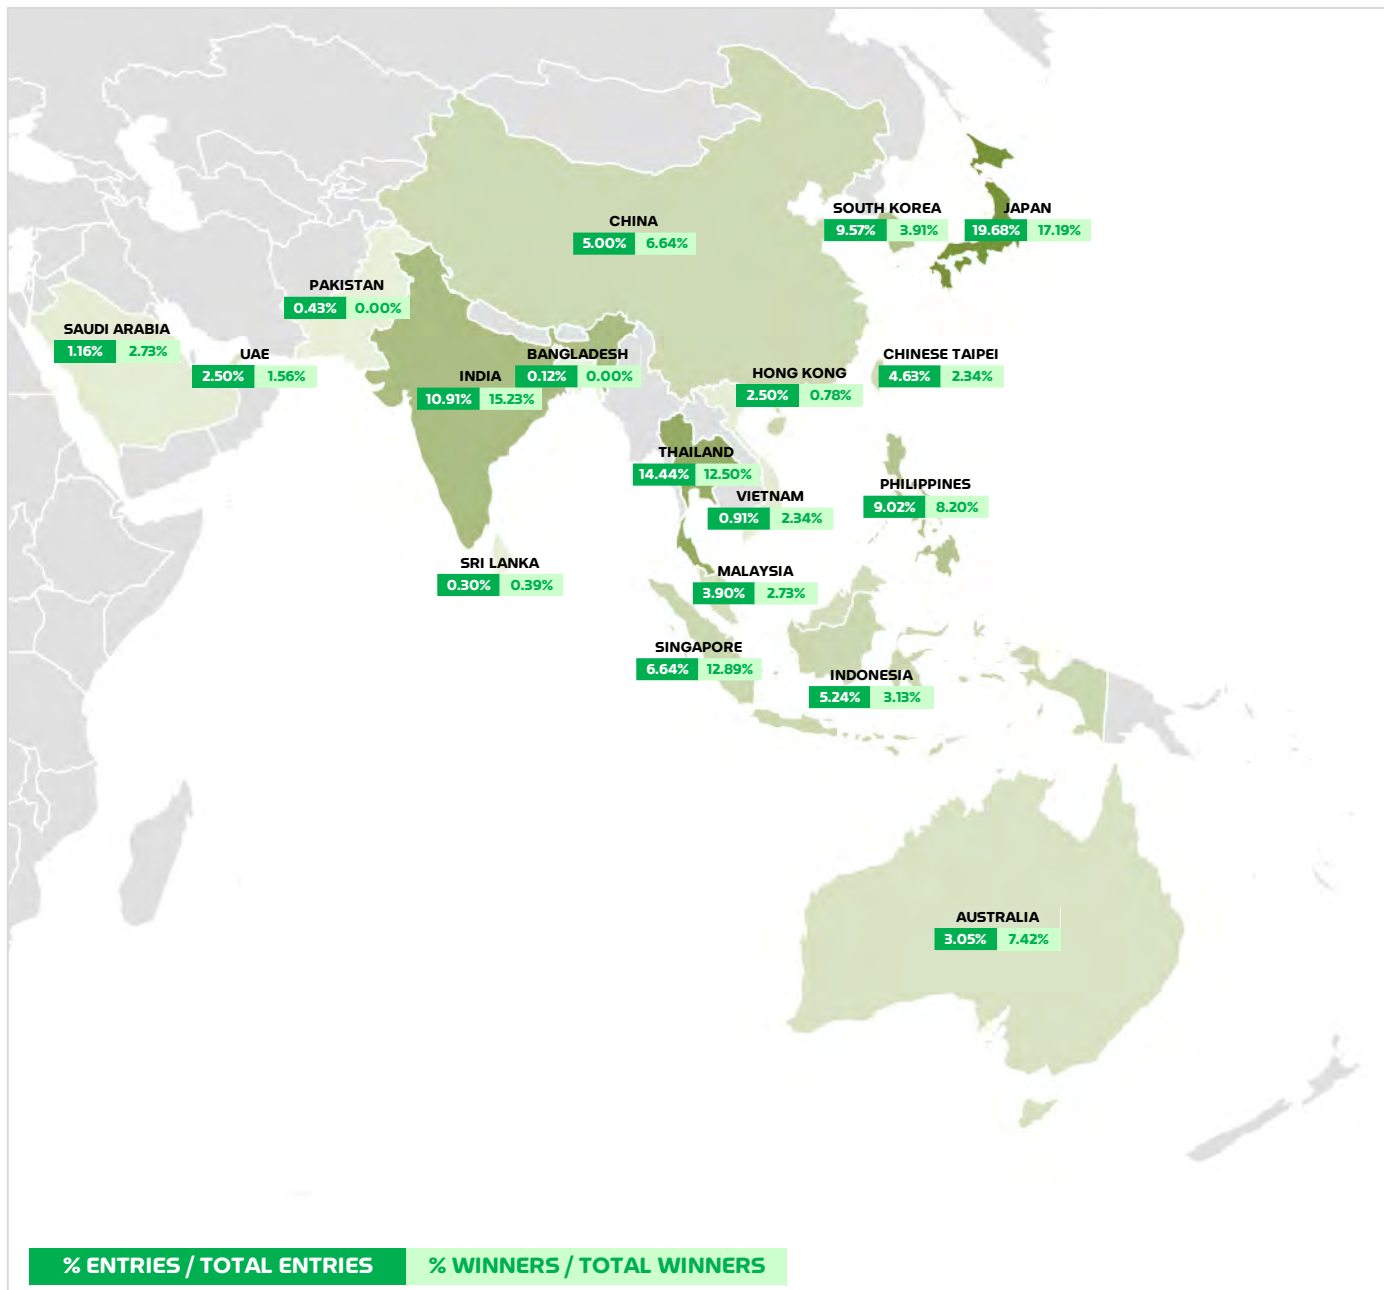 SOUTH KOREA
9.57% 3.91%
JAPAN
19.68% 17.19%
CHINA
5.00% 6.64%
PAKISTAN
0.43% 0.00%
SAUDI ARABIA
1.16% 2.73%
UAE
2.50% 1.56%
BANGLADESH
0.12% 0.00%
INDIA
10.91% 15.23%
HONG KONG
2.50% 0.78%
CHINESE TAIPEI
4.63% 2.34%
THAILAND
14.44% 12.50%
VIETNAM
0.91% 2.34%
PHILIPPINES
9.02% 8.20%
SRI LANKA
0.30% 0.39%
MALAYSIA
3.90% 2.73%
SINGAPORE
6.64% 12.89%
INDONESIA
5.24% 3.13%
AUSTRALIA
3.05% 7.42%
% ENTRIES / TOTAL ENTRIES % WINNERS / TOTAL WINNERS